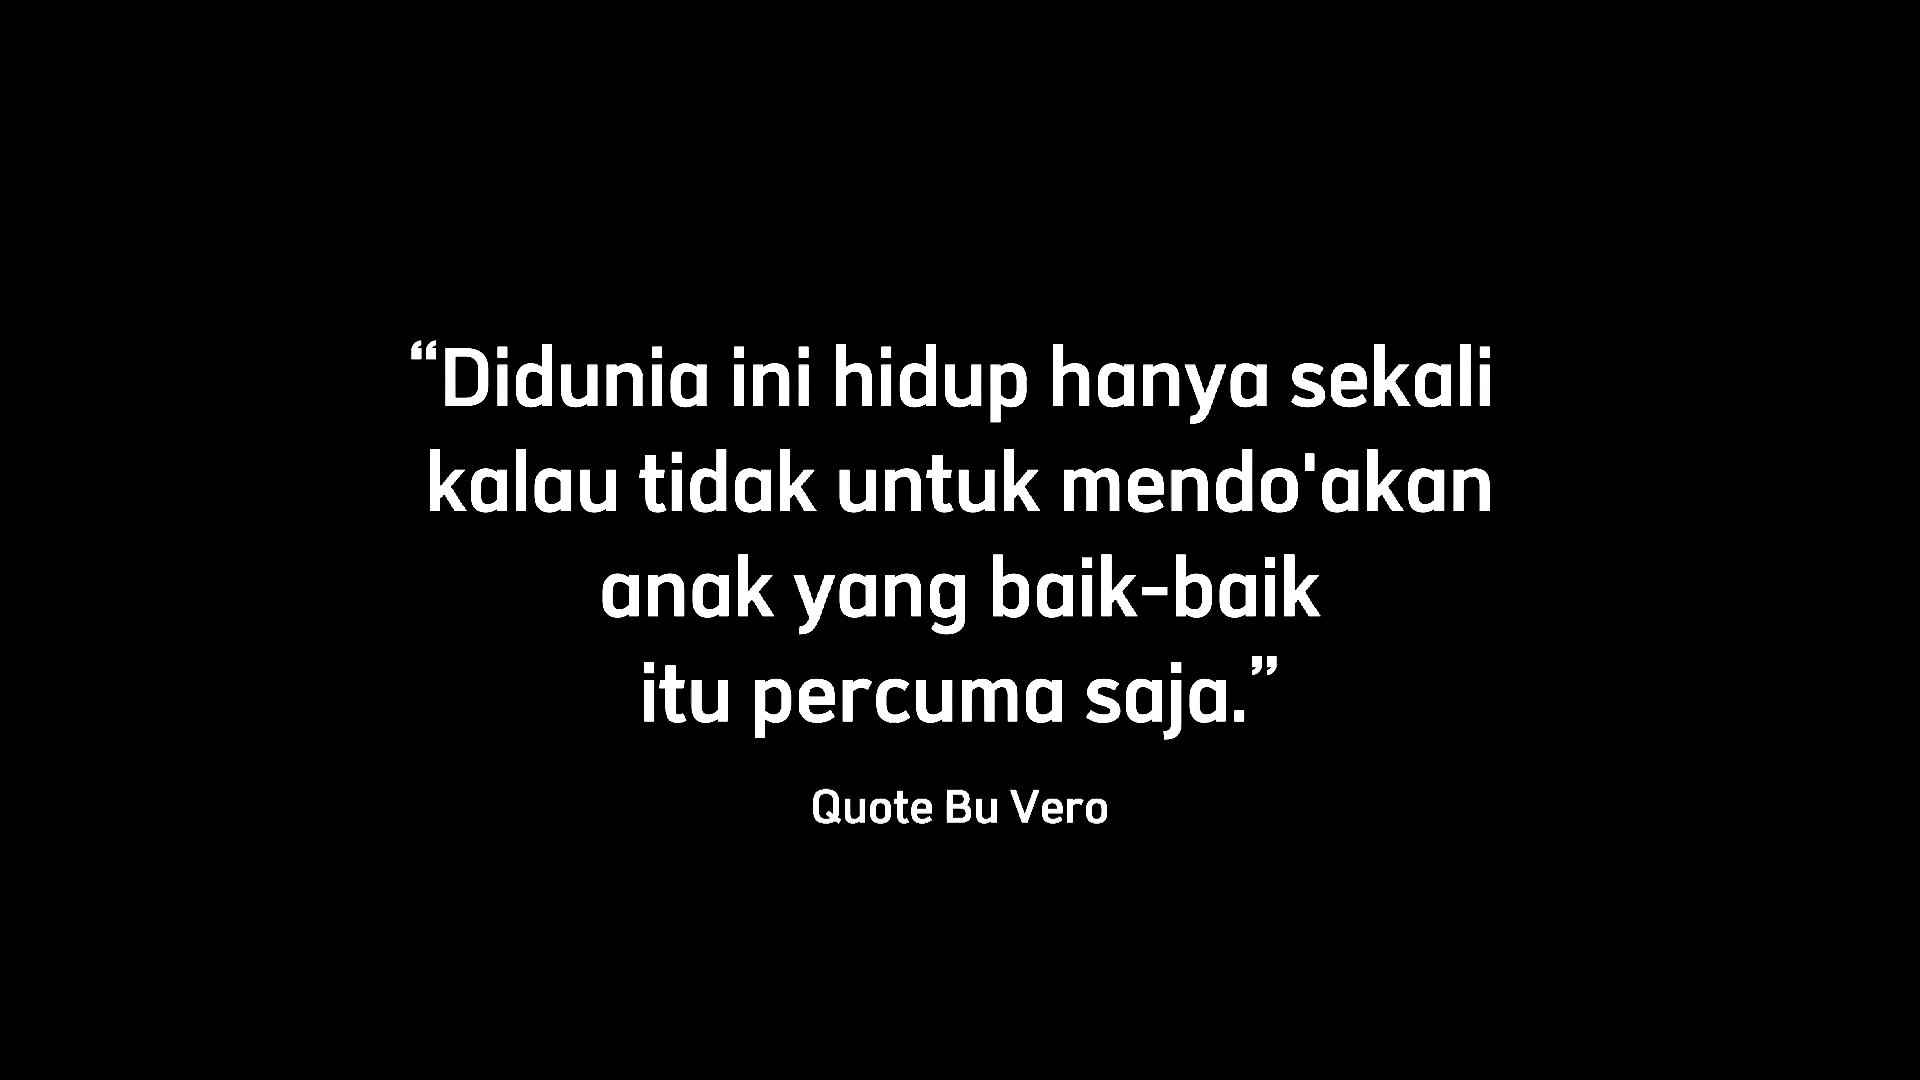 “Didunia ini hidup hanya sekali
kalau tidak untuk mendo'akan
anak yang baik-baik
itu percuma saja.”
Quote Bu Vero